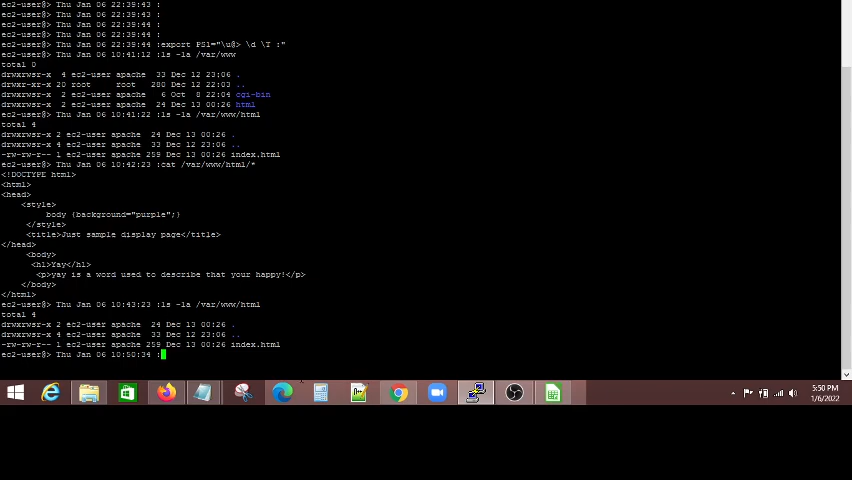 ec2-user@> Thu Jan 06 22:39:43 :
ec2-user@> Thu Jan 06 22:39:43 :
ec2-user@> Thu Jan 06 22:39:44 :
ec2-user@> Thu Jan 06 22:39:44 :
ec2-user@> Thu Jan 06 22:39:44 :export PS1="\u@> \d \T :"
ec2-user@> Thu Jan 06 10:41:12 :ls -la /var/www
total 0
drwxrwsr-x  4 ec2-user apache  33 Dec 12 23:06 .
drwxr-xr-x 20 root     root   280 Dec 12 22:03 ..
drwxrwsr-x  2 ec2-user apache   6 Oct  8 22:04 cgi-bin
drwxrwsr-x  2 ec2-user apache  24 Dec 13 00:26 html
ec2-user@> Thu Jan 06 10:41:22 :ls -la /var/www/html
total 4
drwxrwsr-x 2 ec2-user apache  24 Dec 13 00:26 .
drwxrwsr-x 4 ec2-user apache  33 Dec 12 23:06 ..
-rw-rw-r-- 1 ec2-user apache 259 Dec 13 00:26 index.html
ec2-user@> Thu Jan 06 10:42:23 :cat /var/www/html/*
<!DOCTYPE html>
<html>
<head>
<style>
body {background="purple";}
</style>
<title>Just sample display page</title>
</head>
<body>
<h1>Yay</h1>
<p>yay is a word used to describe that your happy!</p>
</body>
</html>
ec2-user@> Thu Jan 06 10:43:23 :ls -la /var/www/html
total 4
drwxrwsr-x 2 ec2-user apache  24 Dec 13 00:26 .
drwxrwsr-x 4 ec2-user apache  33 Dec 12 23:06 ..
-rw-rw-r-- 1 ec2-user apache 259 Dec 13 00:26 index.html
ec2-user@> Thu Jan 06 10:50:34 :
5:50 PM
1/6/2022